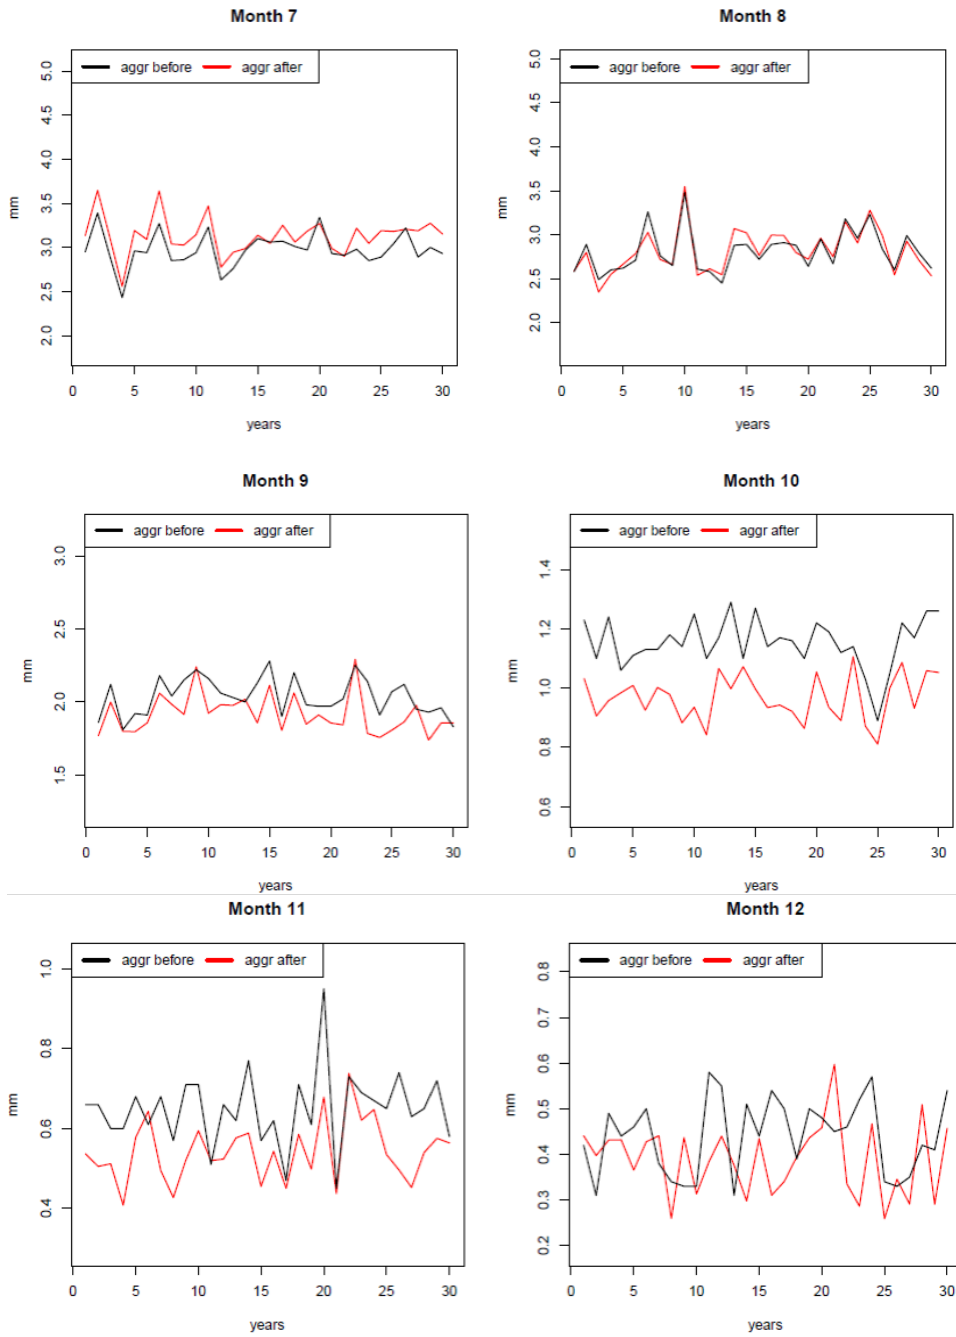 Month 7
aggr before aggr after
mm
5.0
4.5
4.0
3.5
3.0
2.5
2.0
0 5 10 15 20 25 30
years
Month 8
aggr before aggr after
mm
5.0
4.5
4.0
3.5
3.0
2.5
2.0
0 5 10 15 20 25 30
years
Month 9
aggr before aggr after
mm
3.0
2.5
2.0
1.5
0 5 10 15 20 25 30
years
Month 10
aggr before aggr after
mm
1.4
1.2
1.0
0.8
0.6
0 5 10 15 20 25 30
years
Month 11
aggr before aggr after
mm
1.0
0.8
0.6
0.4
0 5 10 15 20 25 30
years
Month 12
aggr before aggr after
mm
0.8
0.7
0.6
0.5
0.4
0.3
0.2
0 5 10 15 20 25 30
years